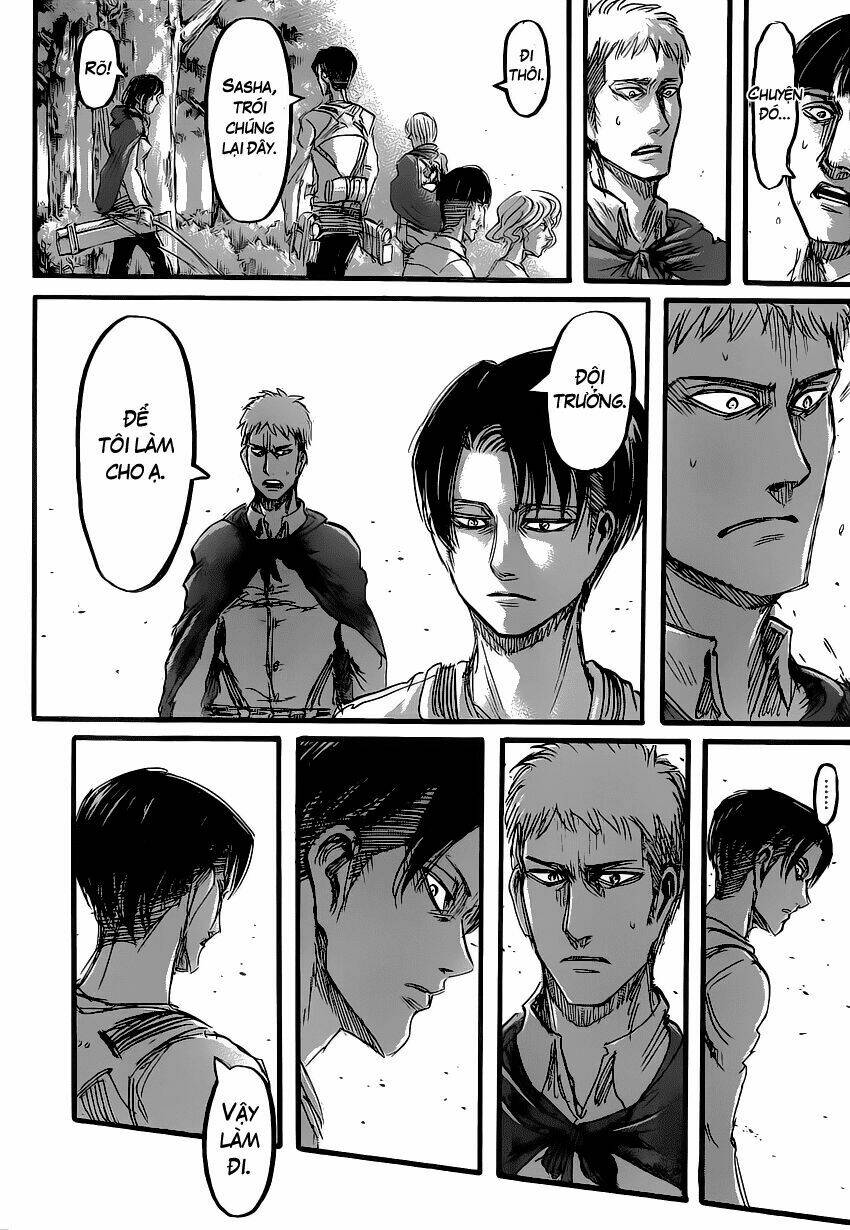 CHUYỆN
ĐÓ...
ĐI
THÔI.
SASHA,
TRÓI
CHÚNG
LẠI ĐÂY.
RÕ!
ĐỘI
TRƯỞNG.
ĐỂ
TÔI LÀM
CHO Ạ.
......
VẬY
LÀM
ĐI.